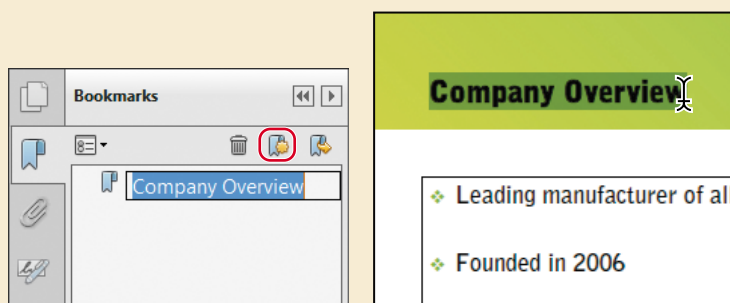 Bookmarks
Company Overview
Company Overview
Leading manufacturer of al
Founded in 2006